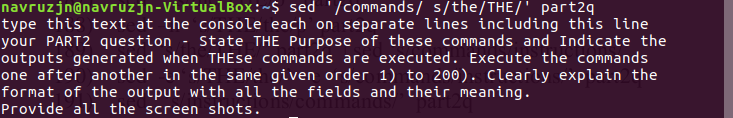 navruzjn@navruzjn-VirtualBox:~$ sed '/commands/ s/the/THE/' part2q
type this text at the console each on separate lines including this line
your PART2 question - State THE Purpose of these commands and Indicate the
outputs generated when THEse commands are executed. Execute the commands
one after another in the same given order 1) to 200). Clearly explain the
format of the output with all the fields and their meaning.
Provide all the screen shots.